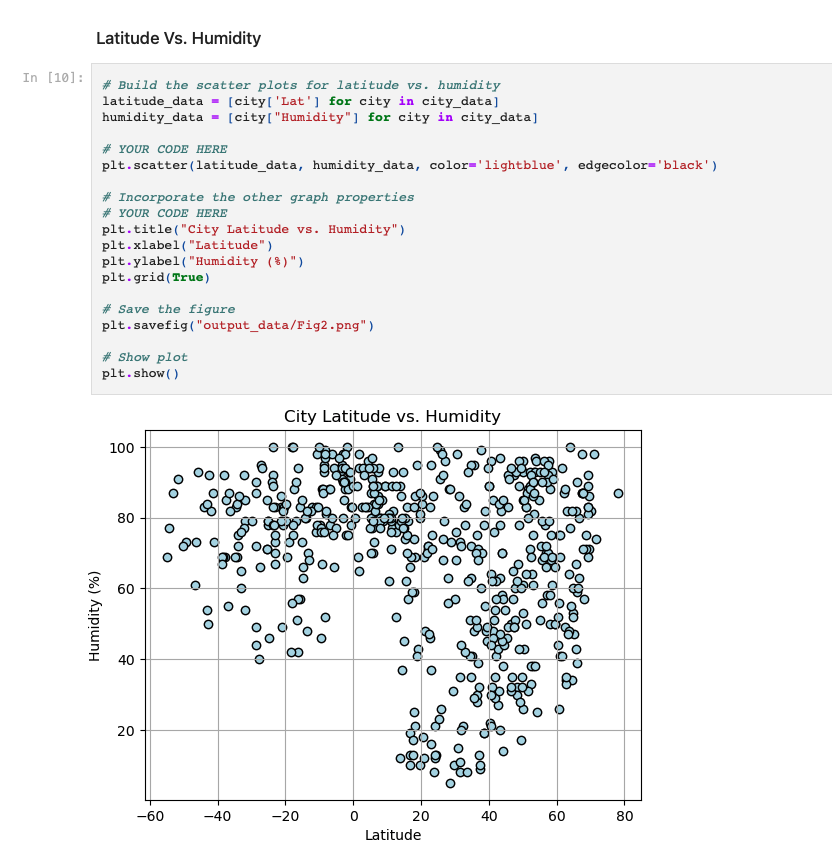 Latitude Vs. Humidity
In [10]:
# Build the scatter plots for latitude vs. humidity
latitude_data = [city['Lat'] for city in city_data]
humidity_data = [city["Humidity"] for city in city_data]
# YOUR CODE HERE
plt.scatter(latitude_data, humidity_data, color='lightblue', edgecolor='black')
# Incorporate the other graph properties
# YOUR CODE HERE
plt.title("City Latitude vs. Humidity")
plt.xlabel("Latitude")
plt.ylabel("Humidity (%)")
plt.grid(True)
# Save the figure
plt.savefig("output_data/Fig2.png")
# Show plot
plt.show()
City Latitude vs. Humidity
100
80
60
40
20
Humidity (%)
−60 −40 −20 0 20 40 60 80
Latitude